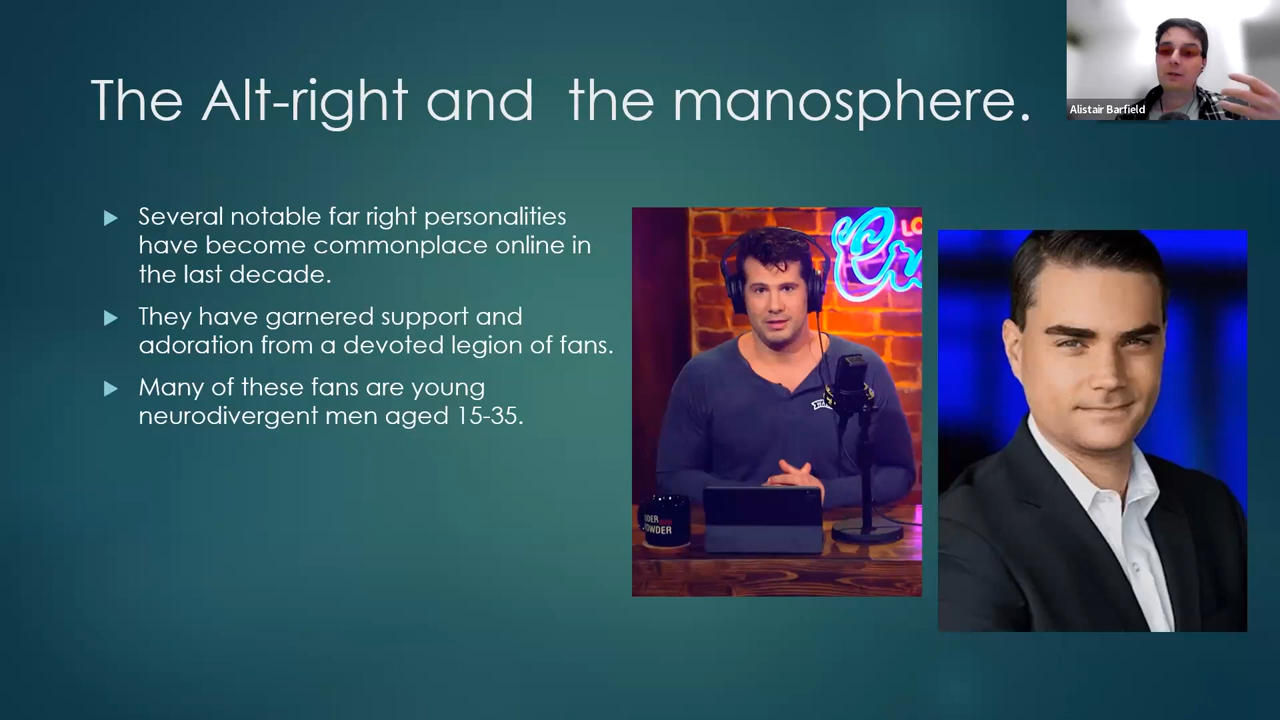 The Alt-right and  the manosphere.
Alistair Barfield
Several notable far right personalities
have become commonplace online in
the last decade.
They have garnered support and
adoration from a devoted legion of fans.
Many of these fans are young
neurodivergent men aged 15-35.
LO